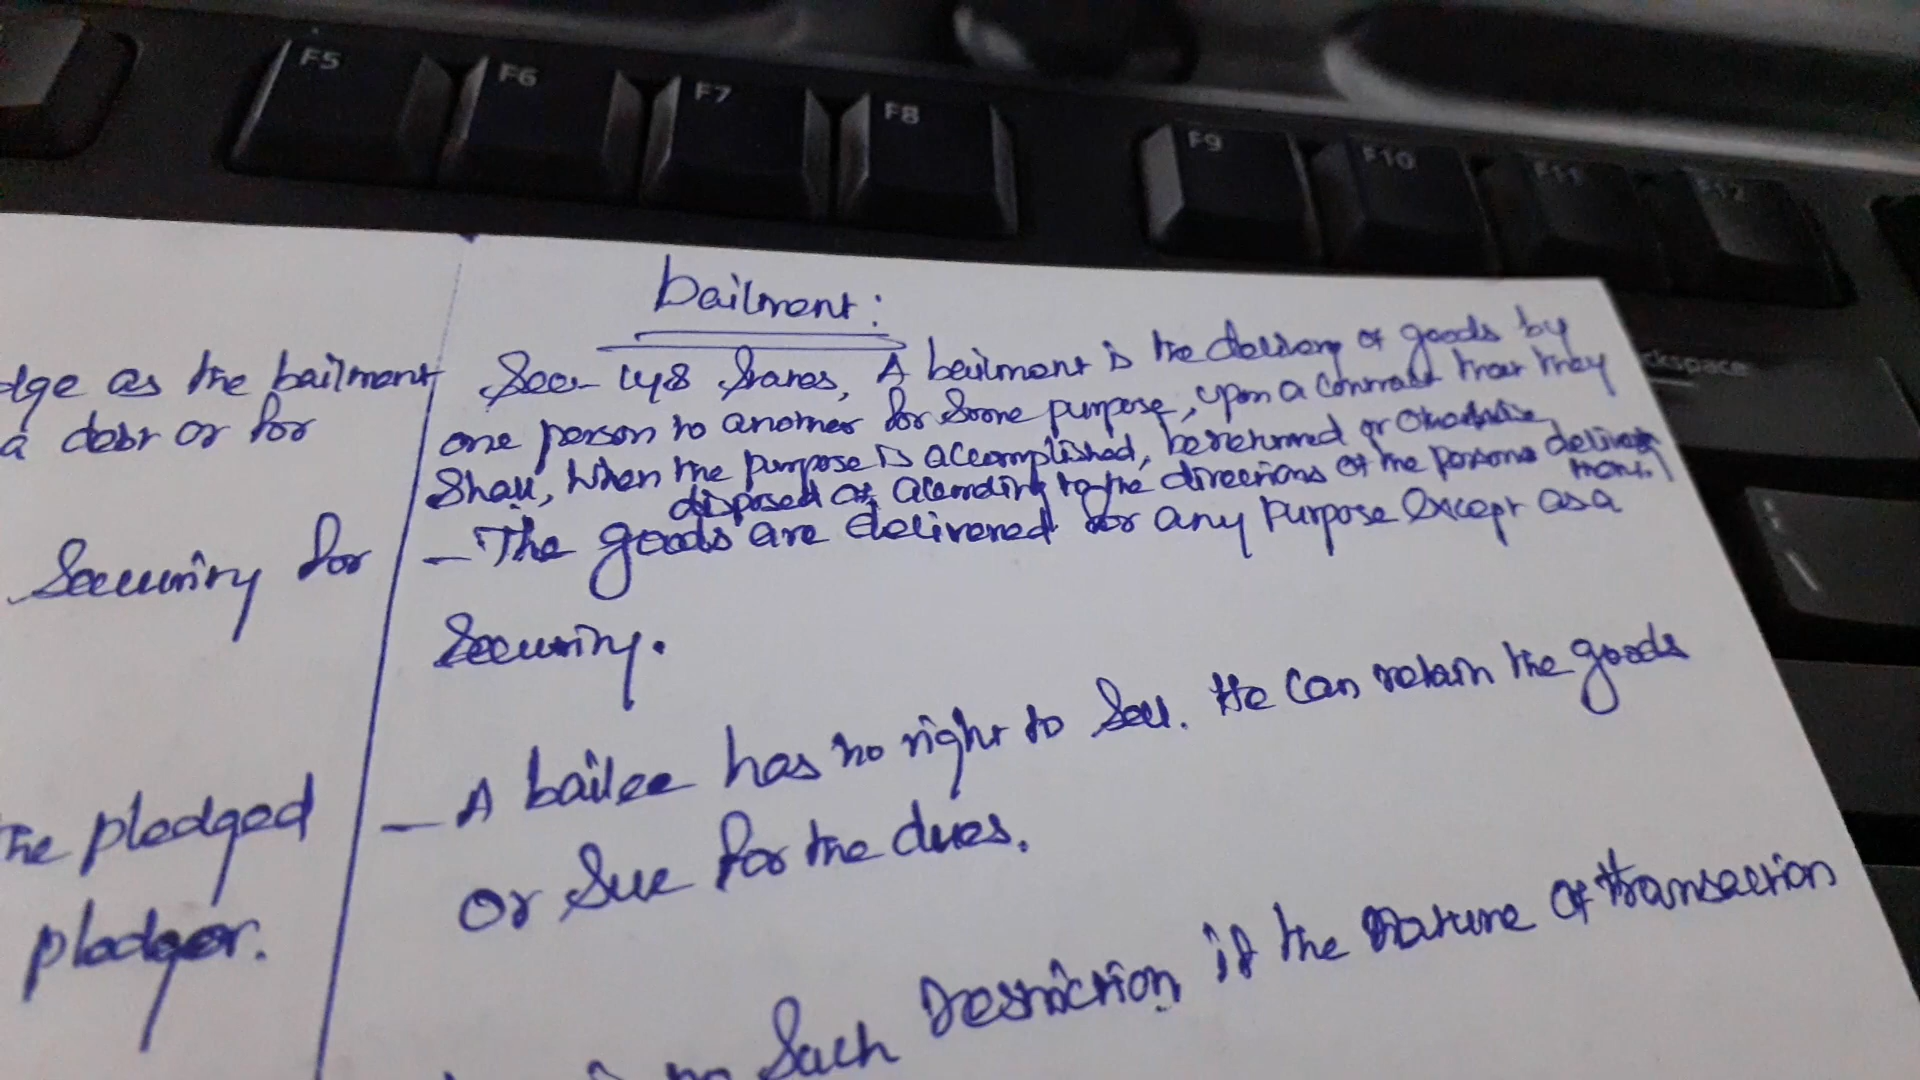 F5 F6 F7 F8 F9 F10 F11 F12
ckspace
bailment:
dge as the bailment
a debt or for
Security for
The pledged
pledger.
Sec- 148 States, A bailment is the delivery of goods by
one person to another for Some purpose, upon a contract that they
Shall, when the purpose is accomplished, be returned or otherwise
disposed of according to the directions of the persons delivering
them.
- The goods are delivered for any Purpose Except as a
Security.
- A bailee has no right to Sell. He can retain the goods
or Sue for the dues.
no Such restriction if the nature of transaction